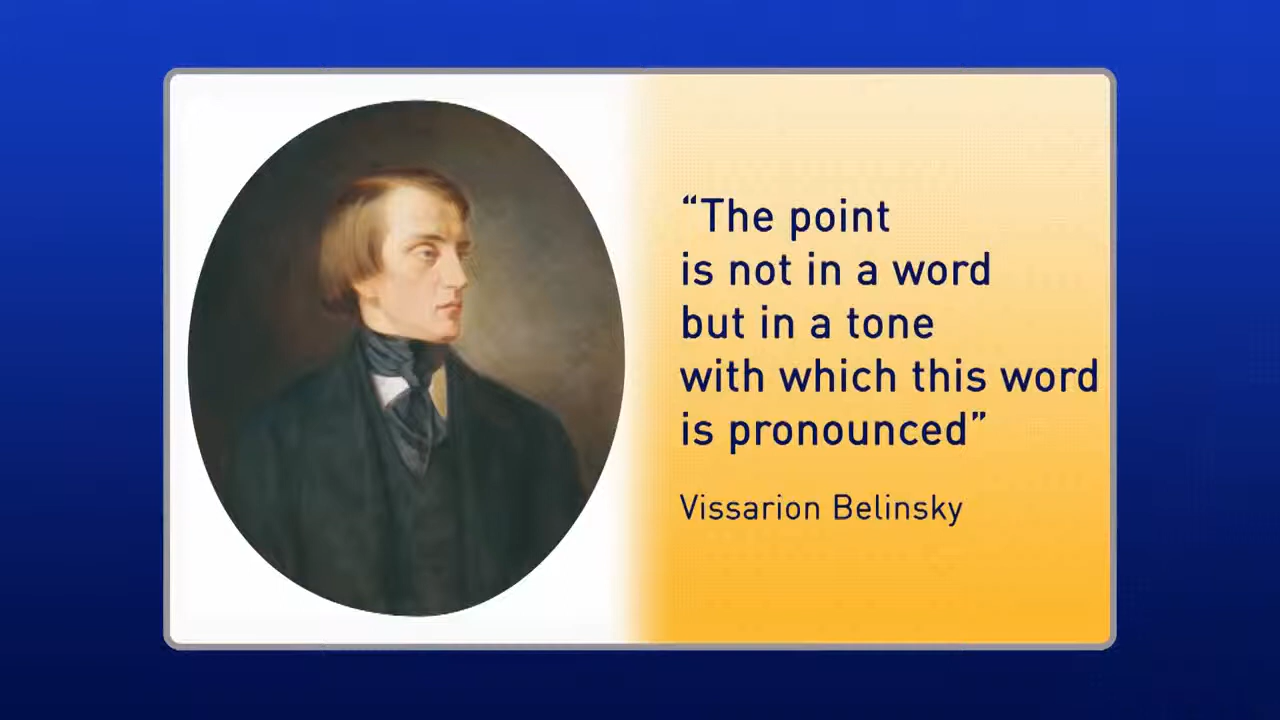 “The point
is not in a word
but in a tone
with which this word
is pronounced”
Vissarion Belinsky